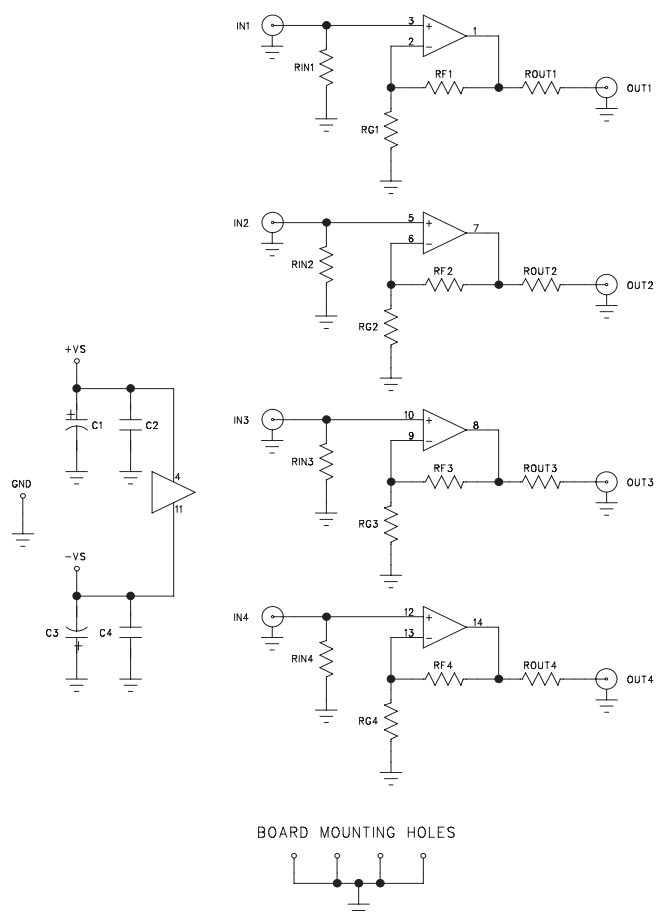 IN1
3
+
1
2
−
RIN1
RF1
ROUT1
OUT1
RG1
IN2
5
+
7
6
−
RIN2
RF2
ROUT2
OUT2
RG2
+VS
+
C1
C2
IN3
10
+
8
9
−
RIN3
RF3
ROUT3
OUT3
RG3
4
11
GND
−VS
C3
+
C4
IN4
12
+
14
13
−
RIN4
RF4
ROUT4
OUT4
RG4
BOARD MOUNTING HOLES